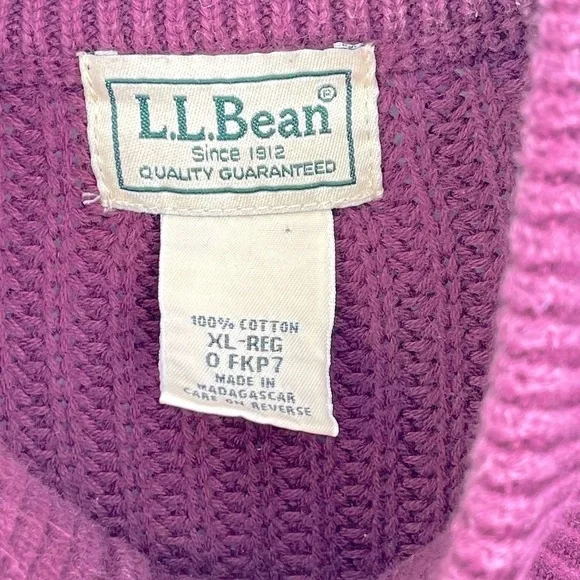 L.L.Bean®
Since 1912
QUALITY GUARANTEED
100% COTTON
XL-REG
0 FKP7
MADE IN
MADAGASCAR
CARE ON REVERSE